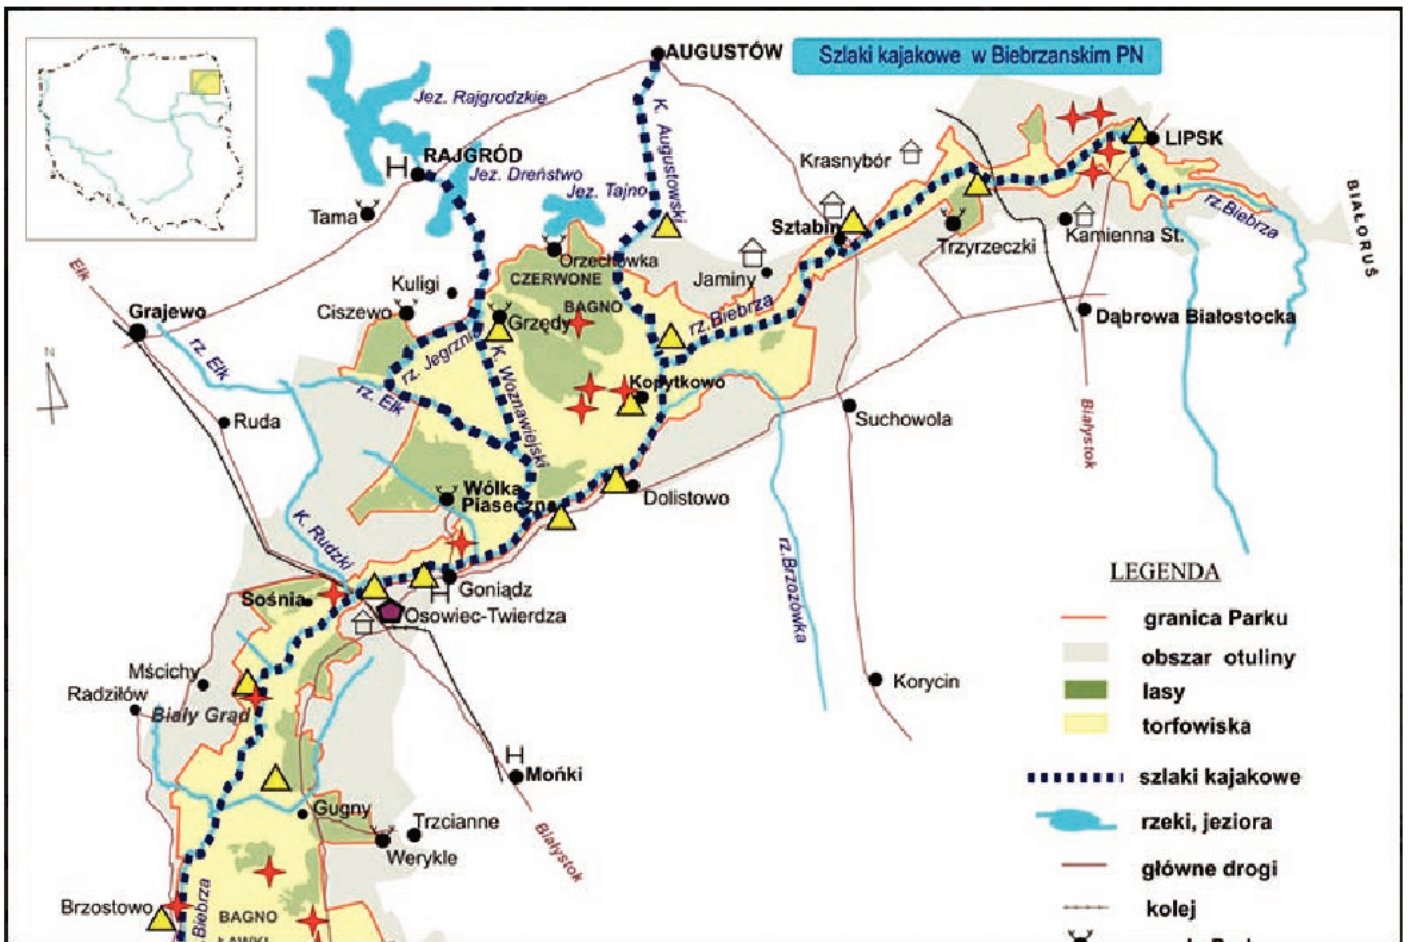 AUGUSTÓW
Szlaki kajakowe w Biebrzanskim PN
Jez. Rajgrodzkie
K. Augustowski
RAJGRÓD
Jez. Dreństwo
Jez. Tajno
Krasnybór
LIPSK
Tama
Sztabin
rz.Biebrza
BIAŁORUŚ
Trzyrzeczki
Kamienna St.
Ełk
Orzechówka
CZERWONE
BAGNO
Jaminy
Kuligi
Ciszewo
Grajewo
Grzędy
rz.Biebrza
Dąbrowa Białostocka
N
rz. Ełk
rz. Jegrznia
K. Woźnawiejski
rz. Ełk
Kopytkowo
Ruda
Suchowola
Białystok
Wólka
Piaseczna
Dolistowo
K. Rudzki
rz.Brzozówka
Goniądz
Sośnia
Osowiec-Twierdza
Mścichy
Radziłów
Biały Grąd
Korycin
Mońki
Gugny
Trzcianne
Werykle
Białystok
Brzostowo
Biebrza
BAGNO
ŁAWKI
LEGENDA
granica Parku
obszar otuliny
lasy
torfowiska
szlaki kajakowe
rzeki, jeziora
główne drogi
kolej